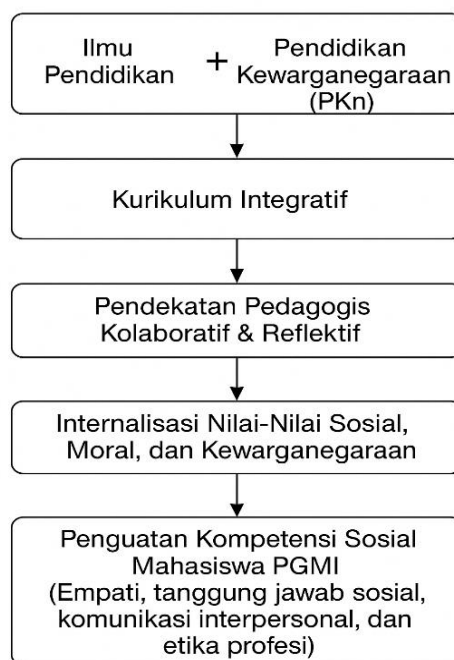 Ilmu
Pendidikan
+
Pendidikan
Kewarganegaraan
(PKn)
Kurikulum Integratif
Pendekatan Pedagogis
Kolaboratif & Reflektif
Internalisasi Nilai-Nilai Sosial,
Moral, dan Kewarganegaraan
Penguatan Kompetensi Sosial
Mahasiswa PGMI
(Empati, tanggung jawab sosial,
komunikasi interpersonal, dan
etika profesi)